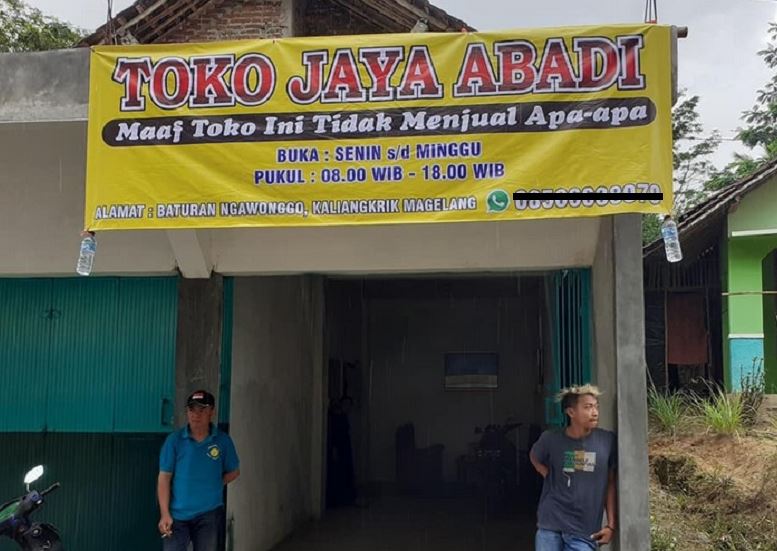 TOKO JAYA ABADI
Maaf Toko Ini Tidak Menjual Apa-apa
BUKA : SENIN s/d MINGGU
PUKUL : 08.00 WIB - 18.00 WIB
ALAMAT : BATURAN NGAWONGGO, KALIANGKRIK MAGELANG